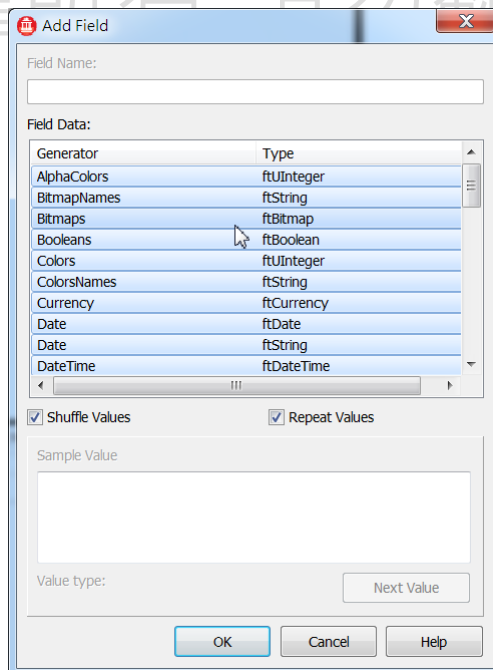 Add Field
Field Name:
Field Data:
Generator Type
AlphaColors ftUInteger
BitmapNames ftString
Bitmaps ftBitmap
Booleans ftBoolean
Colors ftUInteger
ColorsNames ftString
Currency ftCurrency
Date ftDate
Date ftString
DateTime ftDateTime
Shuffle Values Repeat Values
Sample Value
Value type: Next Value
OK Cancel Help